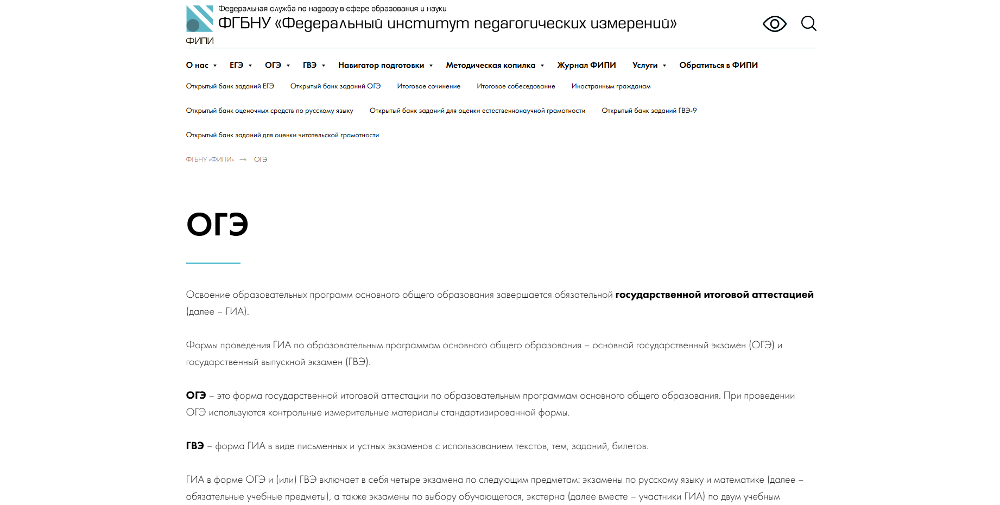 Федеральная служба по надзору в сфере образования и науки
ФГБНУ «Федеральный институт педагогических измерений»
ФИПИ
О нас ЕГЭ ОГЭ ГВЭ Навигатор подготовки Методическая копилка Журнал ФИПИ Услуги Обратиться в ФИПИ
Открытый банк заданий ЕГЭ Открытый банк заданий ОГЭ Итоговое сочинение Итоговое собеседование Иностранным гражданам
Открытый банк оценочных средств по русскому языку Открытый банк заданий для оценки естественнонаучной грамотности Открытый банк заданий ГВЭ-9
Открытый банк заданий для оценки читательской грамотности
ФГБНУ «ФИПИ» → ОГЭ
ОГЭ
Освоение образовательных программ основного общего образования завершается обязательной государственной итоговой аттестацией
(далее – ГИА).
Формы проведения ГИА по образовательным программам основного общего образования – основной государственный экзамен (ОГЭ) и
государственный выпускной экзамен (ГВЭ).
ОГЭ – это форма государственной итоговой аттестации по образовательным программам основного общего образования. При проведении
ОГЭ используются контрольные измерительные материалы стандартизированной формы.
ГВЭ – форма ГИА в виде письменных и устных экзаменов с использованием текстов, тем, заданий, билетов.
ГИА в форме ОГЭ и (или) ГВЭ включает в себя четыре экзамена по следующим предметам: экзамены по русскому языку и математике (далее –
обязательные учебные предметы), а также экзамены по выбору обучающегося, экстерна (далее вместе – участники ГИА) по двум учебным